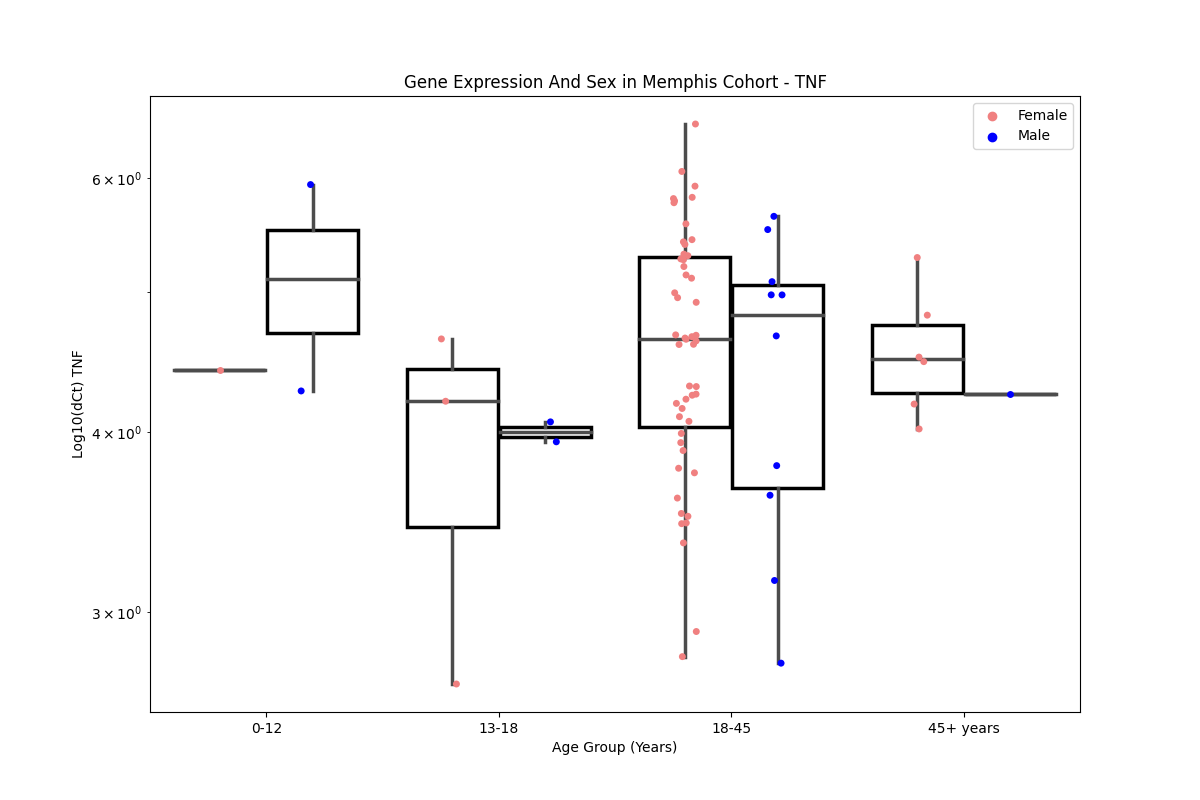 Gene Expression And Sex in Memphis Cohort - TNF
Female
Male
6 × 10⁰
4 × 10⁰
3 × 10⁰
Log10(dCt) TNF
0-12
13-18
18-45
45+ years
Age Group (Years)